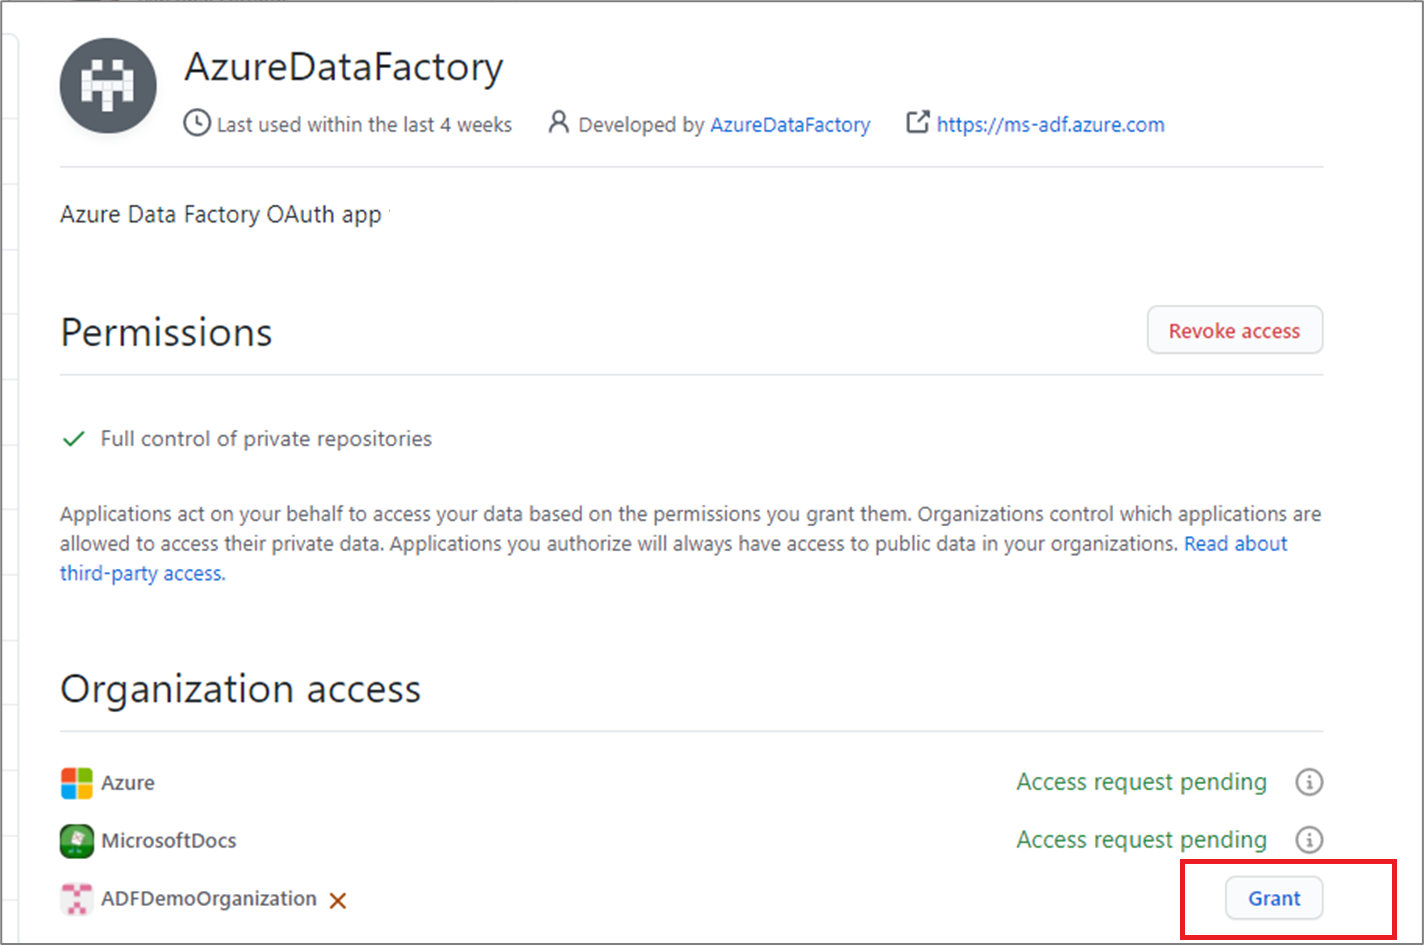 AzureDataFactory
Last used within the last 4 weeks Developed by AzureDataFactory https://ms-adf.azure.com
Azure Data Factory OAuth app
Permissions
Revoke access
Full control of private repositories
Applications act on your behalf to access your data based on the permissions you grant them. Organizations control which applications are
allowed to access their private data. Applications you authorize will always have access to public data in your organizations. Read about
third-party access.
Organization access
Azure Access request pending
MicrosoftDocs Access request pending
ADFDemoOrganization Grant